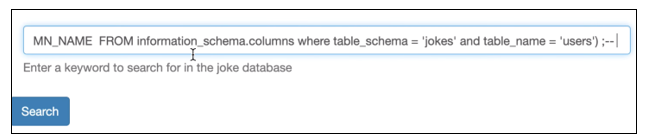 MN_NAME  FROM information_schema.columns where table_schema = 'jokes' and table_name = 'users') ;--
Enter a keyword to search for in the joke database
Search